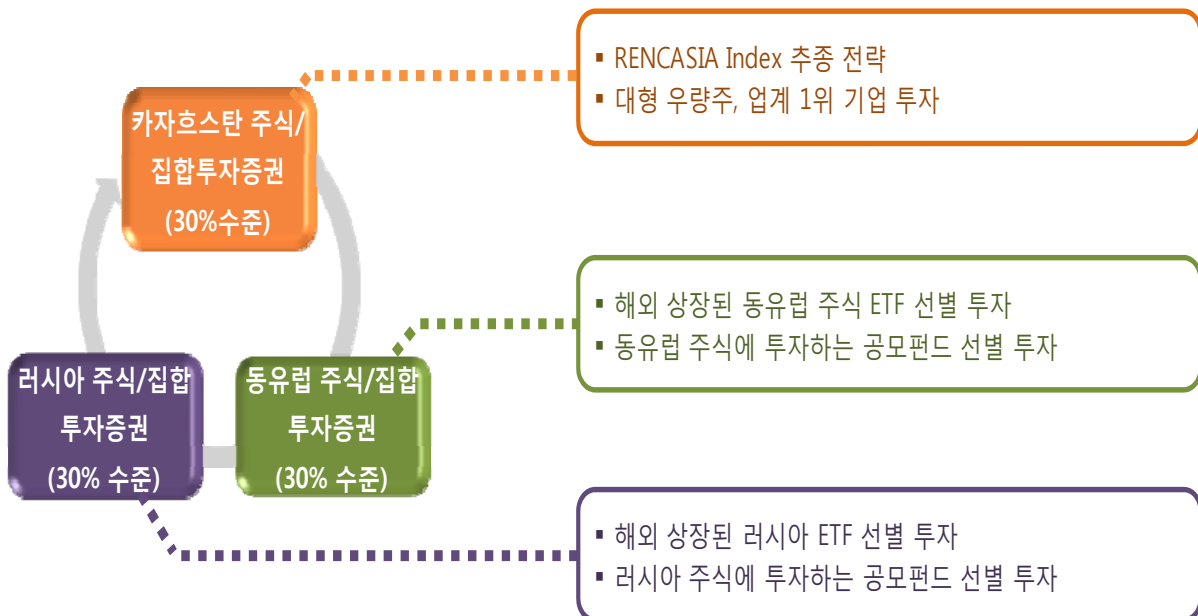 카자흐스탄 주식/
집합투자증권
(30%수준)
▪ RENCASIA Index 추종 전략
▪ 대형 우량주, 업계 1위 기업 투자
동유럽 주식/집합
투자증권
(30% 수준)
▪ 해외 상장된 동유럽 주식 ETF 선별 투자
▪ 동유럽 주식에 투자하는 공모펀드 선별 투자
러시아 주식/집합
투자증권
(30% 수준)
▪ 해외 상장된 러시아 ETF 선별 투자
▪ 러시아 주식에 투자하는 공모펀드 선별 투자